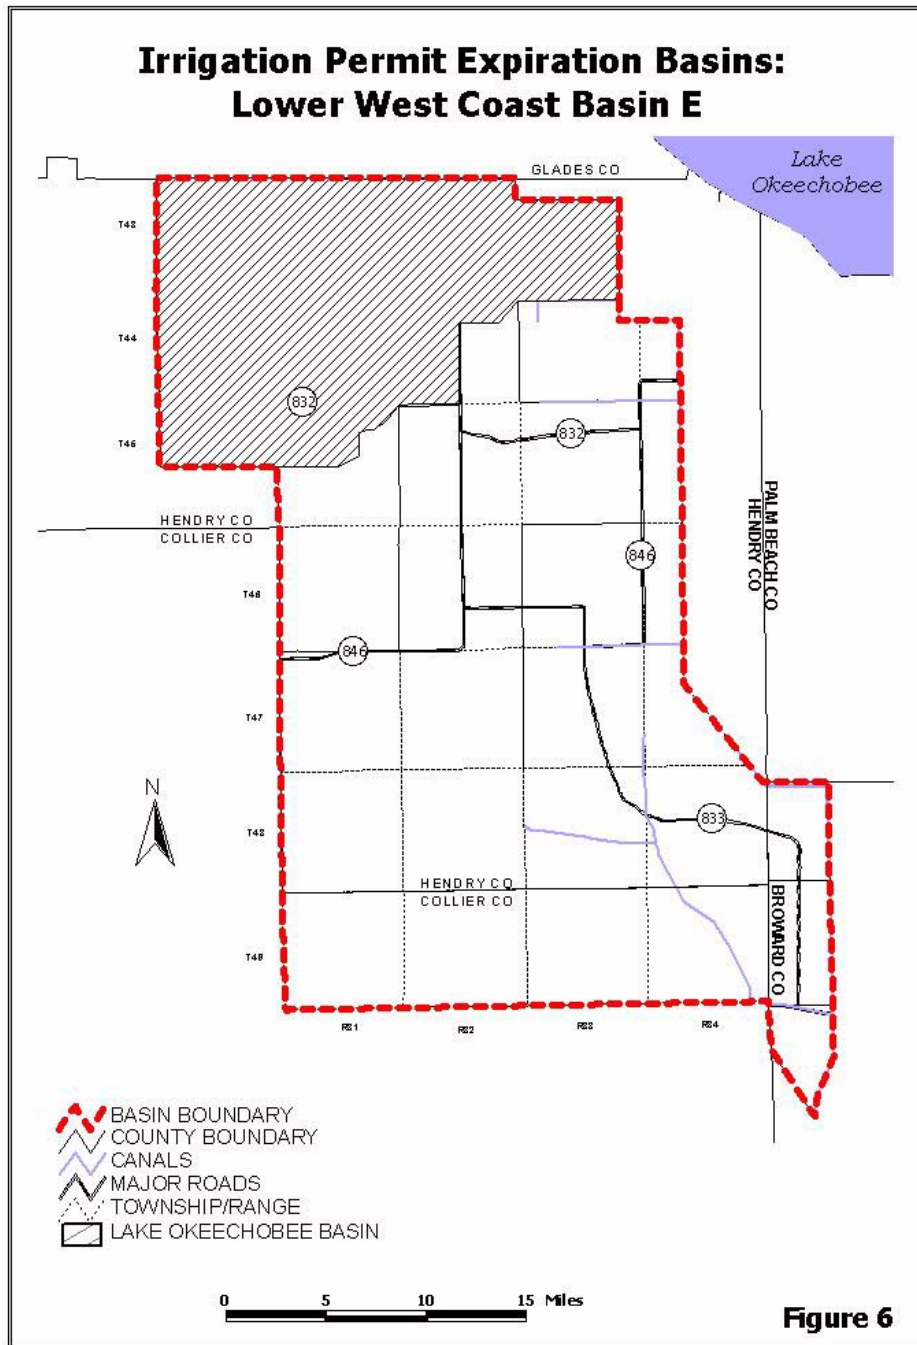 Irrigation Permit Expiration Basins:
Lower West Coast Basin E
Lake
Okeechobee
GLADES CO
T43
T44
832
832
T46
HENDRY CO
COLLIER CO
PALM BEACH CO
HENDRY CO
846
T46
846
T47
N
833
T48
HENDRY CO
COLLIER CO
BROWARD CO
T49
R31
R32
R33
R34
BASIN BOUNDARY
COUNTY BOUNDARY
CANALS
MAJOR ROADS
TOWNSHIP/RANGE
LAKE OKEECHOBEE BASIN
0 5 10 15 Miles
Figure 6